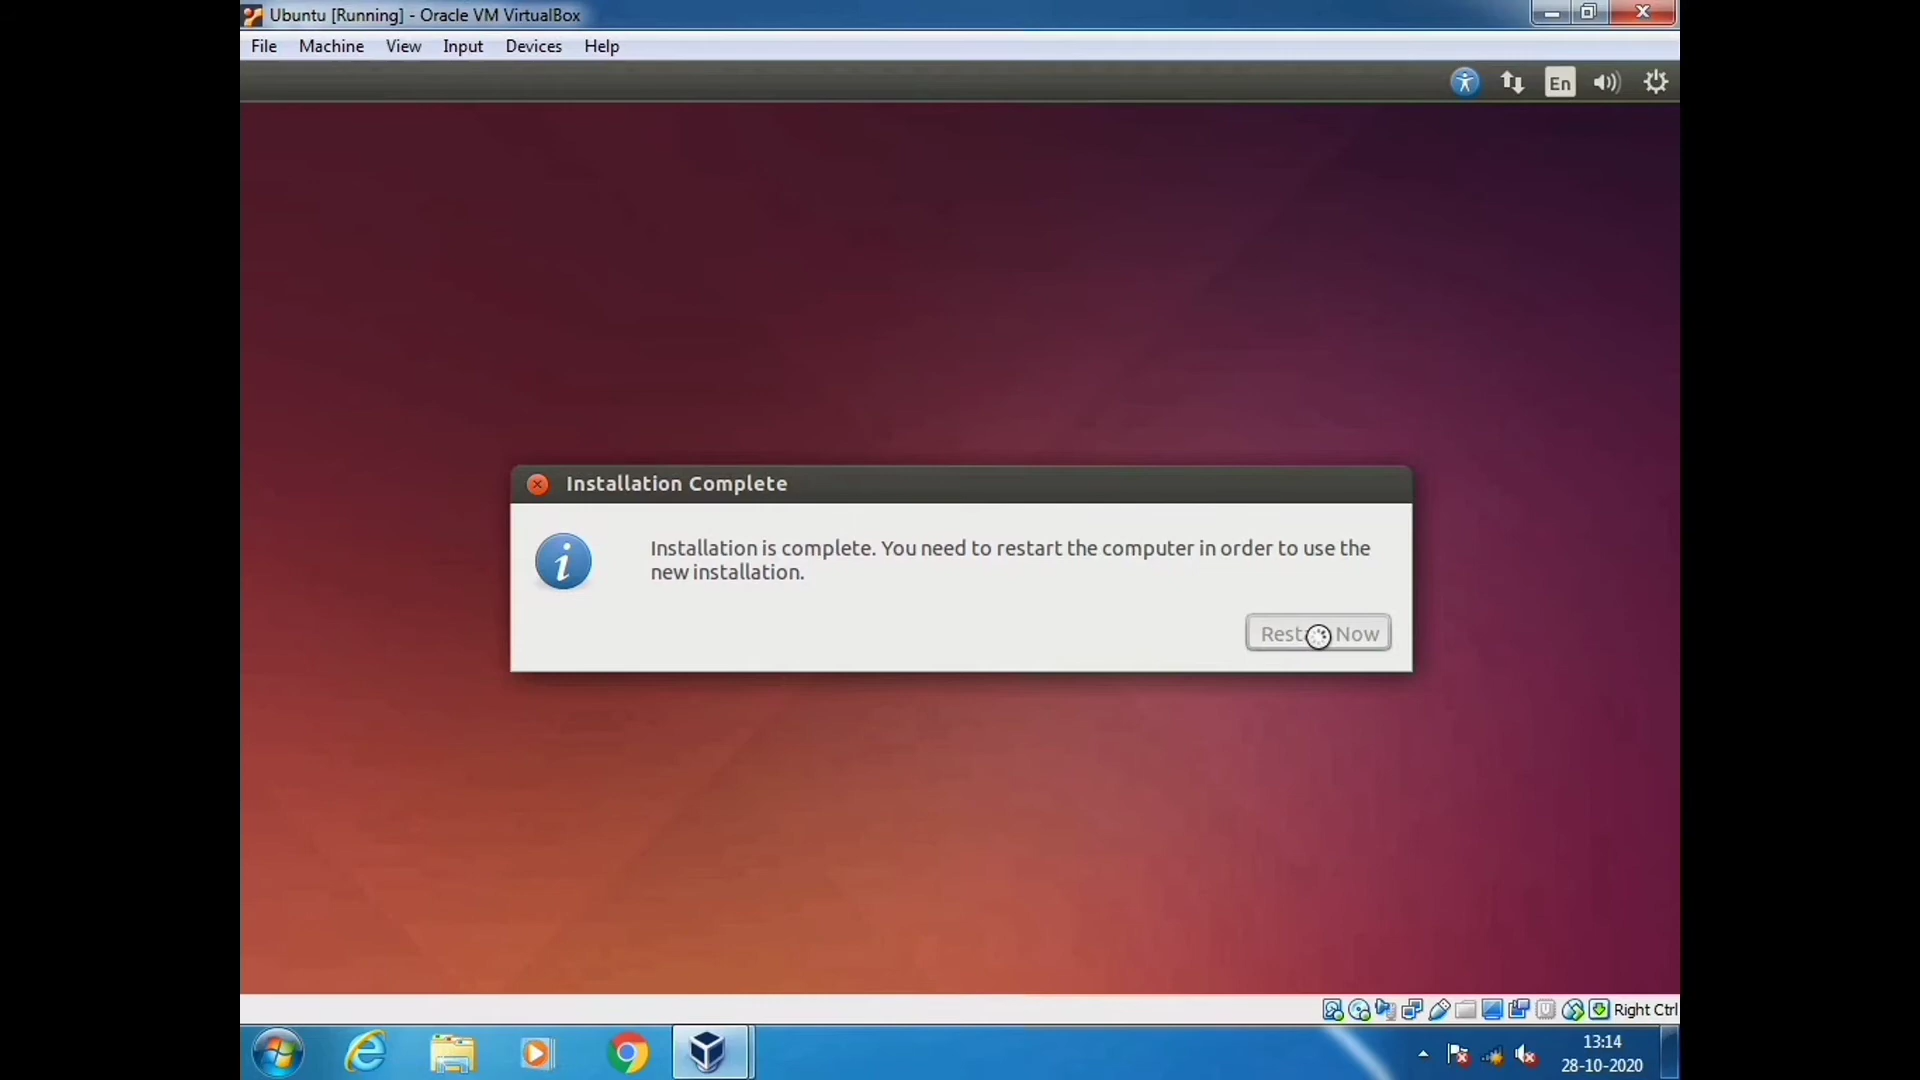 Ubuntu [Running] - Oracle VM VirtualBox
File Machine View Input Devices Help
En
Installation Complete
Installation is complete. You need to restart the computer in order to use the
new installation.
Now
Right Ctrl
13:14
28-10-2020